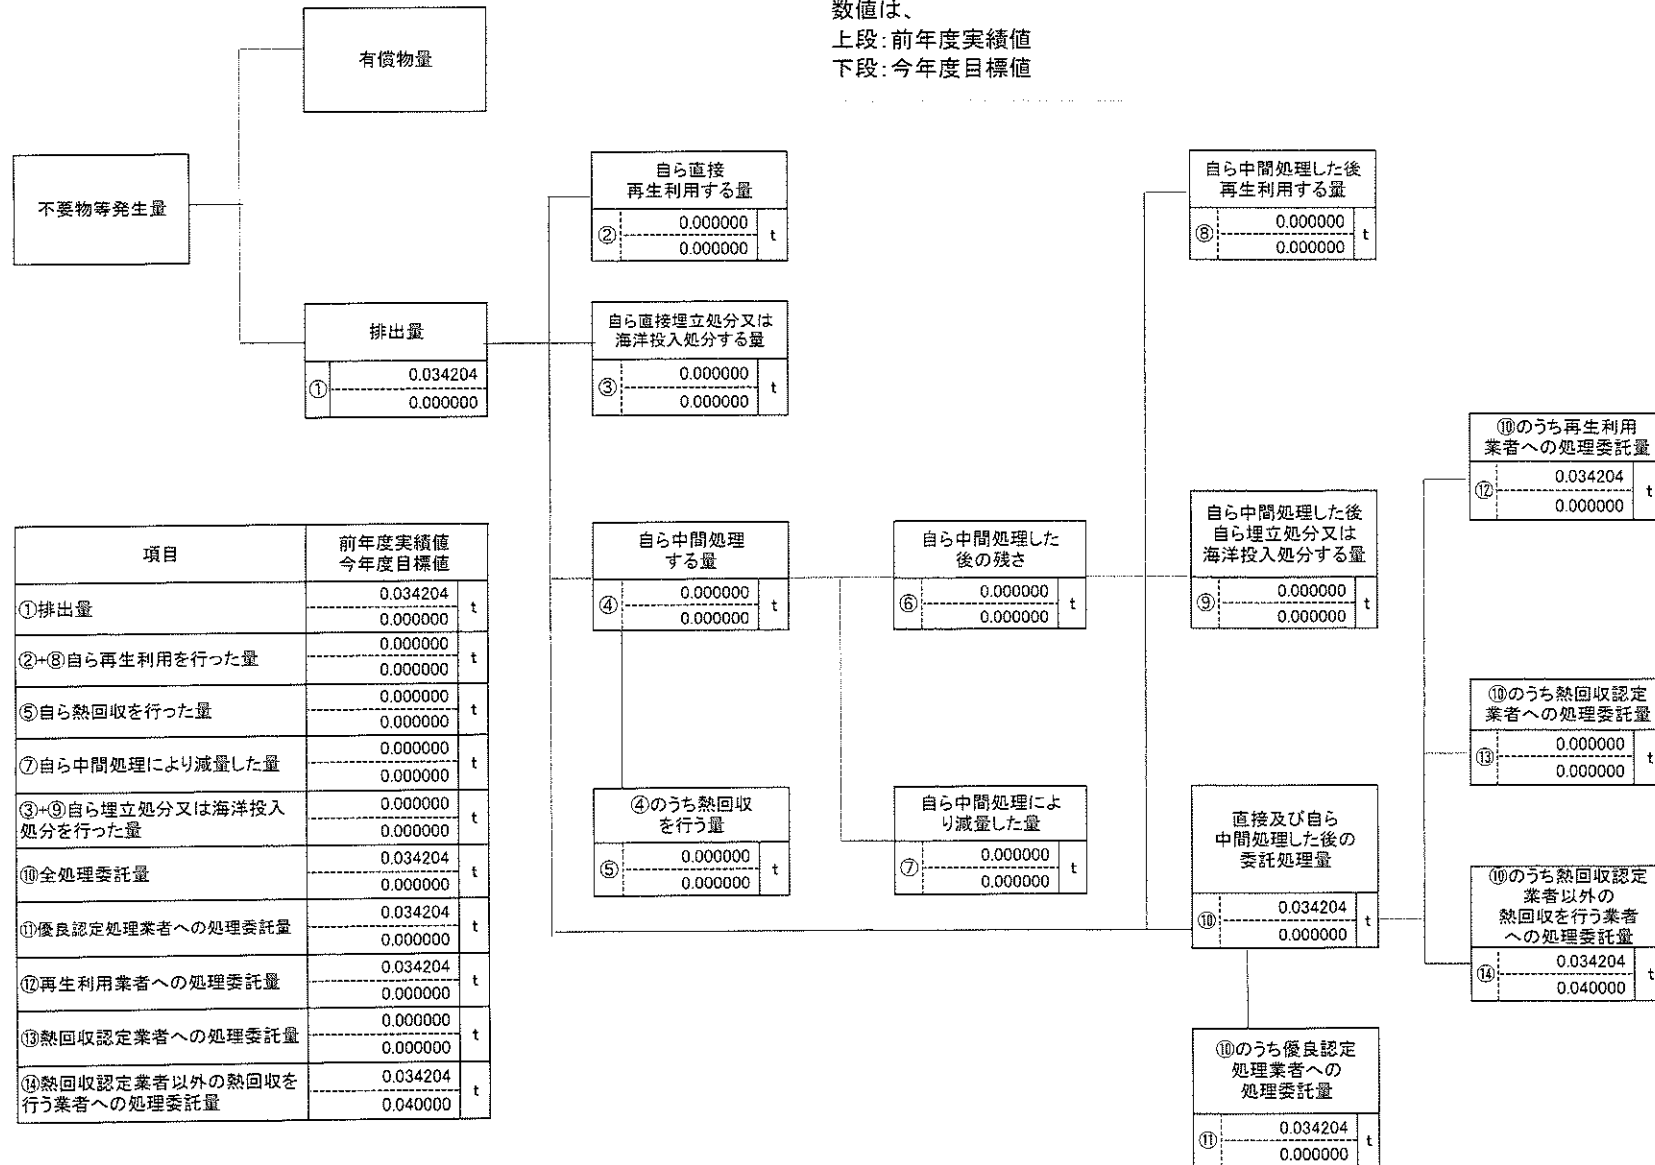 数値は、
上段:前年度実績値
下段:今年度目標値
有償物量
不要物等発生量
排出量
① 0.034204
0.000000
自ら直接
再生利用する量
② 0.000000 t
0.000000
自ら直接埋立処分又は
海洋投入処分する量
③ 0.000000 t
0.000000
自ら中間処理
する量
④ 0.000000 t
0.000000
④のうち熱回収
を行う量
⑤ 0.000000 t
0.000000
自ら中間処理した
後の残さ
⑥ 0.000000 t
0.000000
自ら中間処理によ
り減量した量
⑦ 0.000000 t
0.000000
自ら中間処理した後
再生利用する量
⑧ 0.000000 t
0.000000
自ら中間処理した後
自ら埋立処分又は
海洋投入処分する量
⑨ 0.000000 t
0.000000
直接及び自ら
中間処理した後の
委託処理量
⑩ 0.034204 t
0.000000
⑩のうち優良認定
処理業者への
処理委託量
⑪ 0.034204 t
0.000000
⑩のうち再生利用
業者への処理委託量
⑫ 0.034204 t
0.000000
⑩のうち熱回収認定
業者への処理委託量
⑬ 0.000000 t
0.000000
⑩のうち熱回収認定
業者以外の
熱回収を行う業者
への処理委託量
⑭ 0.034204 t
0.040000
項目 前年度実績値
今年度目標値
①排出量 0.034204 t
0.000000
②+⑧自ら再生利用を行った量 0.000000 t
0.000000
⑤自ら熱回収を行った量 0.000000 t
0.000000
⑦自ら中間処理により減量した量 0.000000 t
0.000000
③+⑨自ら埋立処分又は海洋投入 0.000000 t
処分を行った量 0.000000
⑩全処理委託量 0.034204 t
0.000000
⑪優良認定処理業者への処理委託量 0.034204 t
0.000000
⑫再生利用業者への処理委託量 0.034204 t
0.000000
⑬熱回収認定業者への処理委託量 0.000000 t
0.000000
⑭熱回収認定業者以外の熱回収を 0.034204 t
行う業者への処理委託量 0.040000